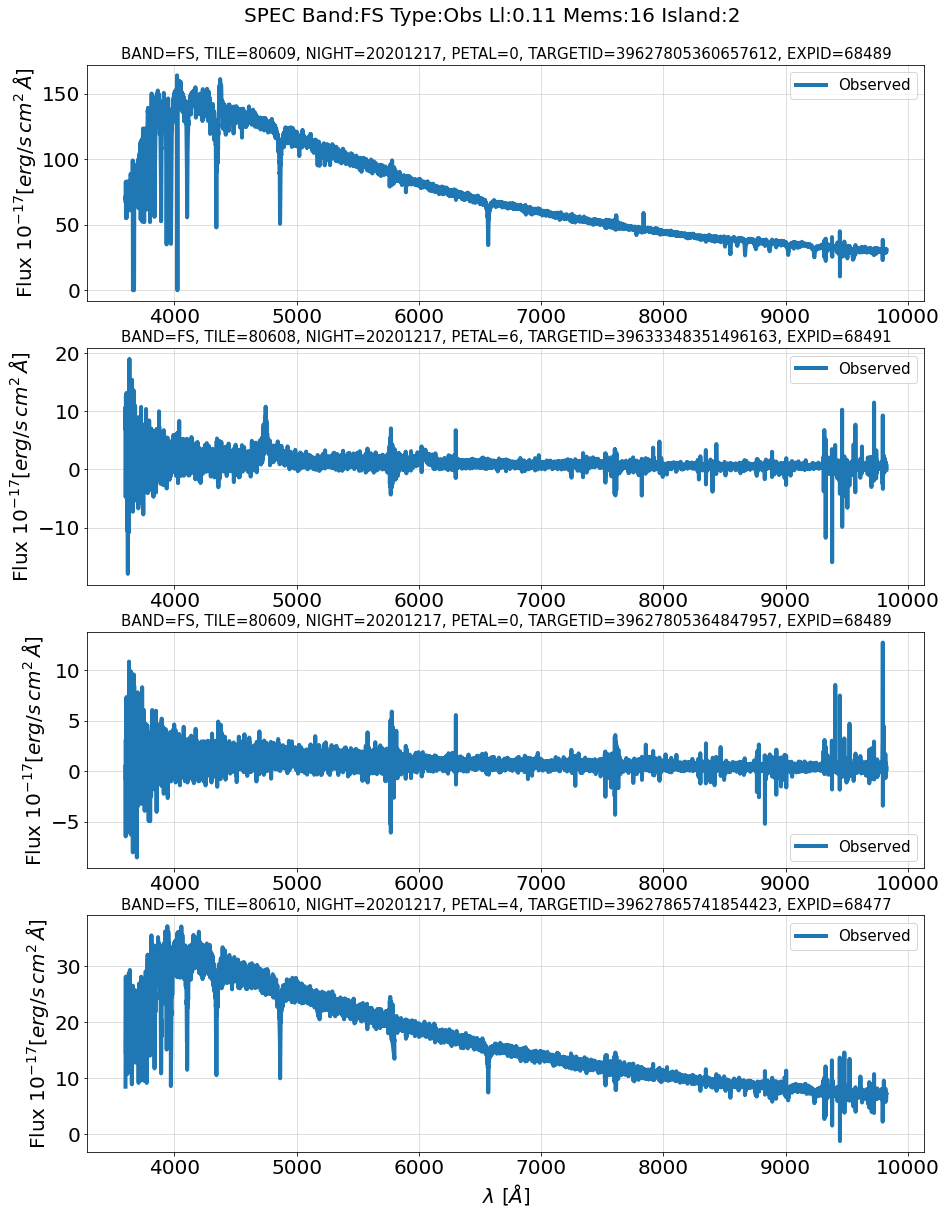 SPEC Band:FS Type:Obs Ll:0.11 Mems:16 Island:2
BAND=FS, TILE=80609, NIGHT=20201217, PETAL=0, TARGETID=39627805360657612, EXPID=68489
Flux 10^{-17}[erg/s cm^2 Å]
150
100
50
0
Observed
4000 5000 6000 7000 8000 9000 10000
BAND=FS, TILE=80608, NIGHT=20201217, PETAL=6, TARGETID=39633348351496163, EXPID=68491
Flux 10^{-17}[erg/s cm^2 Å]
20
10
0
−10
Observed
4000 5000 6000 7000 8000 9000 10000
BAND=FS, TILE=80609, NIGHT=20201217, PETAL=0, TARGETID=39627805364847957, EXPID=68489
Flux 10^{-17}[erg/s cm^2 Å]
10
5
0
−5
Observed
4000 5000 6000 7000 8000 9000 10000
BAND=FS, TILE=80610, NIGHT=20201217, PETAL=4, TARGETID=39627865741854423, EXPID=68477
Flux 10^{-17}[erg/s cm^2 Å]
30
20
10
0
Observed
4000 5000 6000 7000 8000 9000 10000
λ [Å]